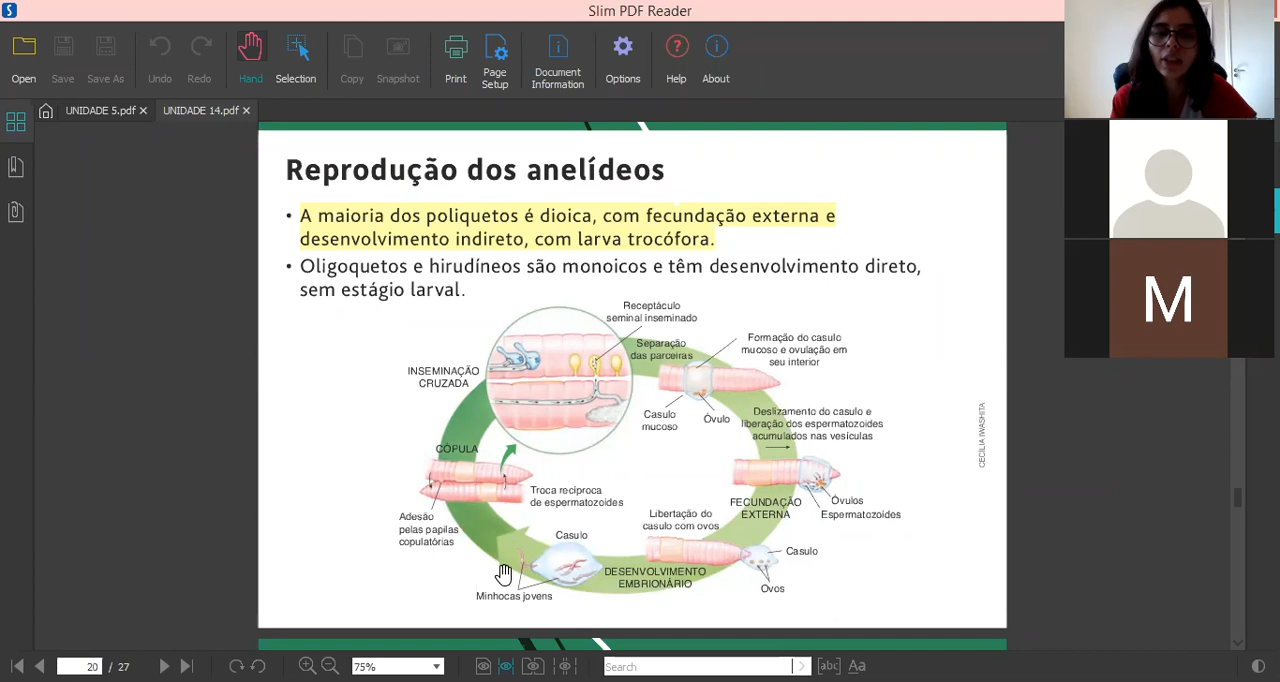 Slim PDF Reader
Open
Save
Save As
Undo
Redo
Hand
Selection
Copy
Snapshot
Print
Page
Setup
Document
Information
Options
Help
About
UNIDADE 5.pdf
UNIDADE 14.pdf
Reprodução dos anelídeos
• A maioria dos poliquetos é dioica, com fecundação externa e
desenvolvimento indireto, com larva trocófora.
• Oligoquetos e hirudíneos são monoicos e têm desenvolvimento direto,
sem estágio larval.
Receptáculo
seminal inseminado
Separação
das parceiras
Formação do casulo
mucoso e ovulação em
seu interior
INSEMINAÇÃO
CRUZADA
Casulo
mucoso
Óvulo
Deslizamento do casulo e
liberação dos espermatozoides
acumulados nas vesículas
CÓPULA
Troca recíproca
de espermatozoides
Adesão
pelas papilas
copulatórias
FECUNDAÇÃO
EXTERNA
Óvulos
Espermatozoides
Libertação do
casulo com ovos
Casulo
Ovos
DESENVOLVIMENTO
EMBRIONÁRIO
Casulo
Minhocas jovens
CECÍLIA IWASHITA
M
20 / 27
75%
Search
[abc]
Aa